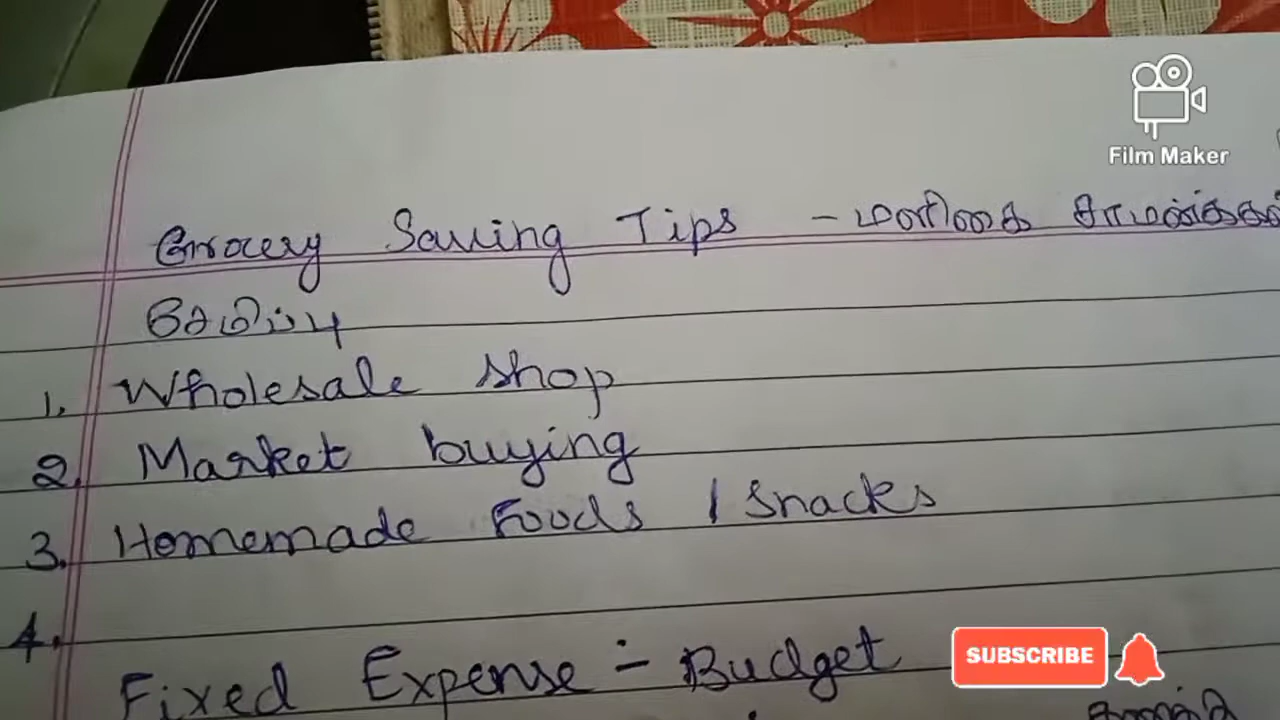 Film Maker
Grocery Saving Tips - மளிகை சாமான்கள்
சேமிப்பு
1. Wholesale shop
2. Market buying
3. Homemade Foods / Snacks
4.
Fixed Expense :- Budget
SUBSCRIBE